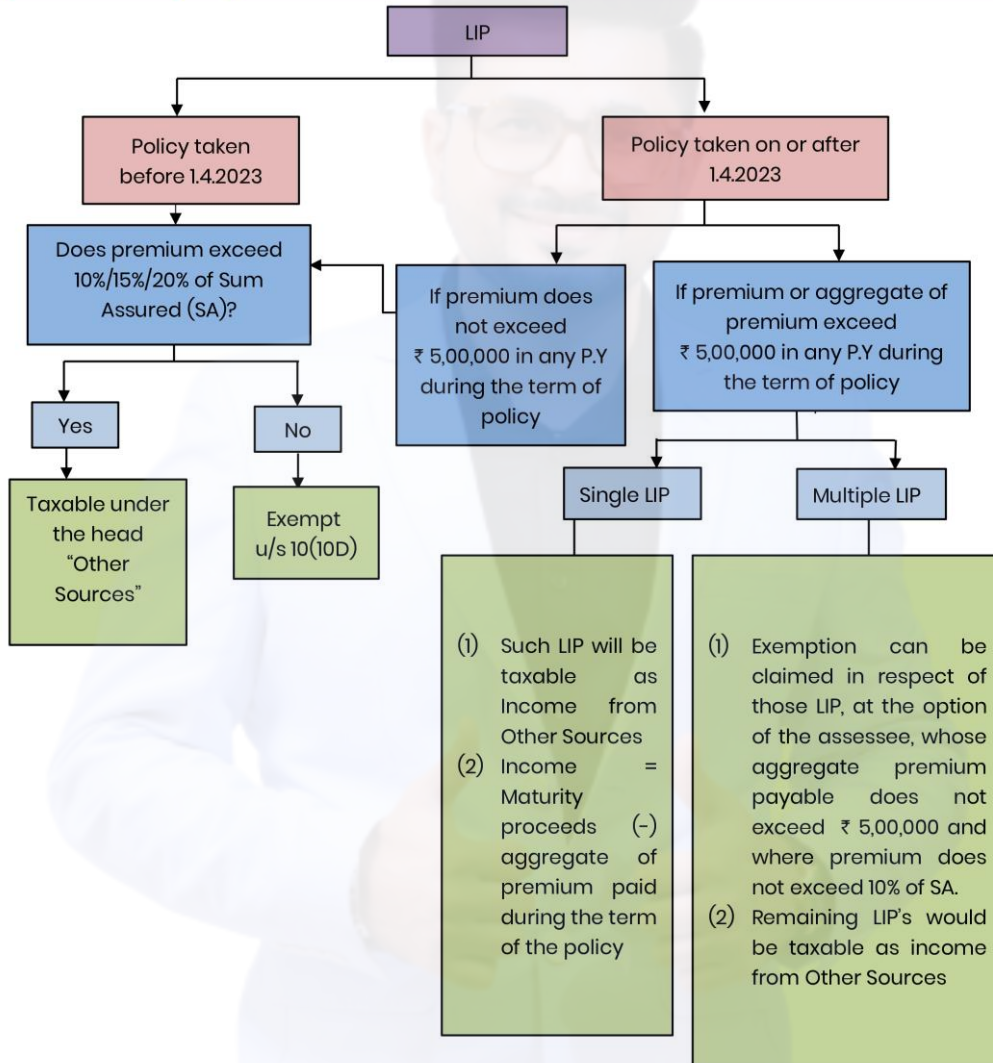 LIP
Policy taken
before 1.4.2023
Policy taken on or after
1.4.2023
Does premium exceed
10%/15%/20% of Sum
Assured (SA)?
If premium does
not exceed
₹ 5,00,000 in any P.Y
during the term of
policy
If premium or aggregate of
premium exceed
₹ 5,00,000 in any P.Y during
the term of policy
Yes
No
Single LIP
Multiple LIP
Taxable under
the head
“Other
Sources”
Exempt
u/s 10(10D)
(1) Such LIP will be
taxable as
Income from
Other Sources
(2) Income =
Maturity
proceeds (-)
aggregate of
premium paid
during the term
of the policy
(1) Exemption can be
claimed in respect of
those LIP, at the option
of the assessee, whose
aggregate premium
payable does not
exceed ₹ 5,00,000 and
where premium does
not exceed 10% of SA.
(2) Remaining LIP’s would
be taxable as income
from Other Sources